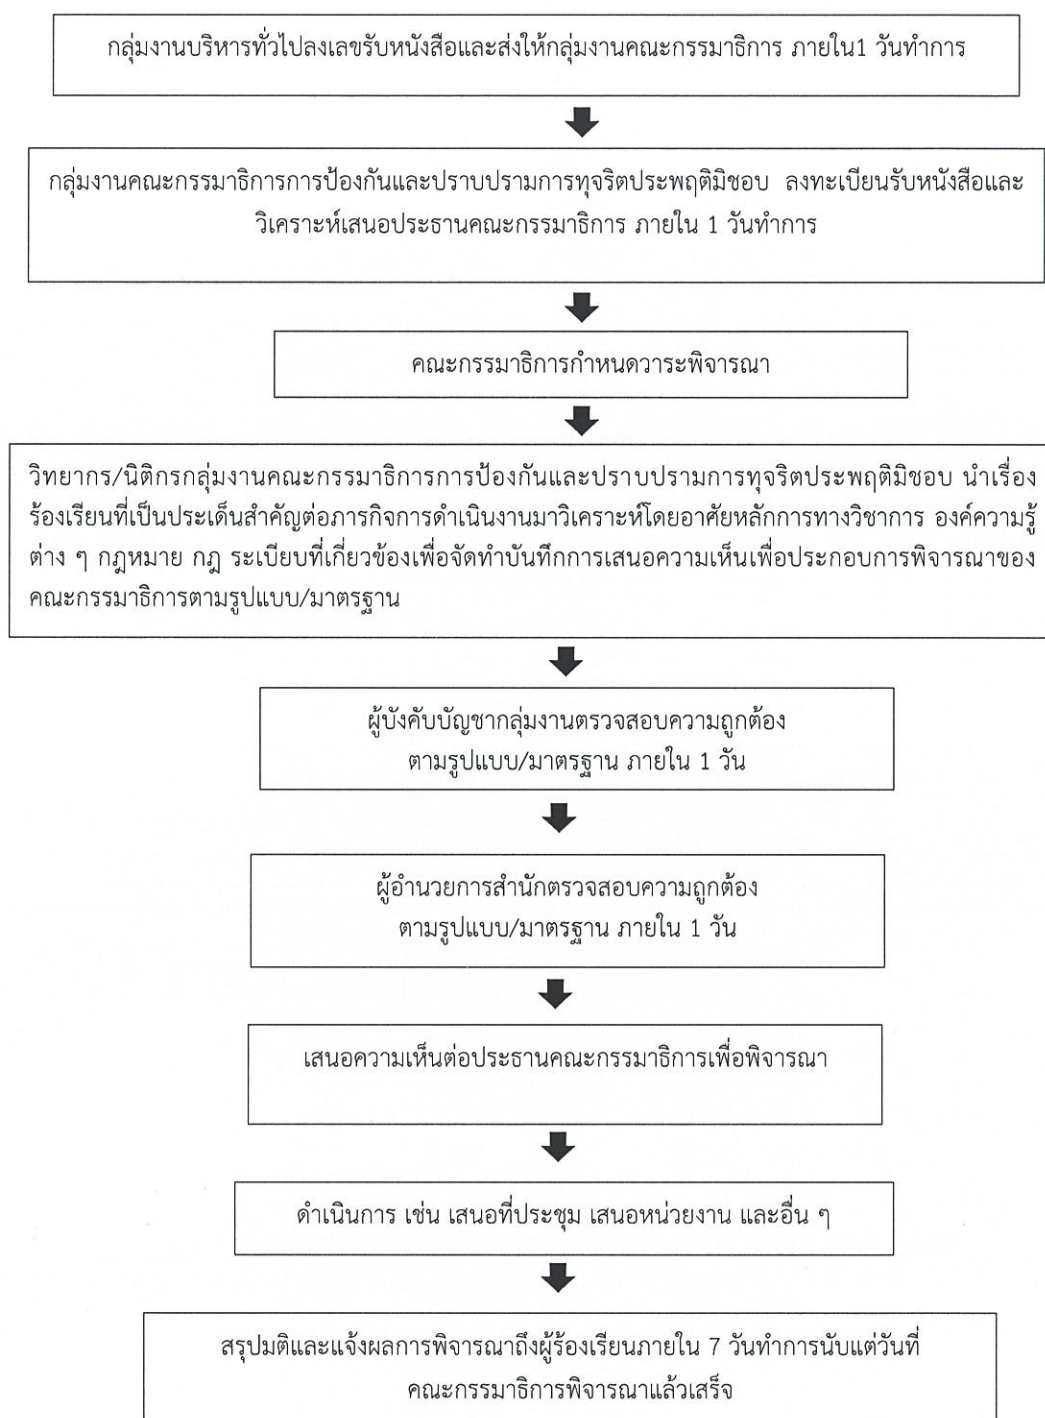 กลุ่มงานบริหารทั่วไปลงเลขรับหนังสือและส่งให้กลุ่มงานคณะกรรมาธิการ ภายใน1 วันทำการ
กลุ่มงานคณะกรรมาธิการการป้องกันและปราบปรามการทุจริตประพฤติมิชอบ ลงทะเบียนรับหนังสือและ
วิเคราะห์เสนอประธานคณะกรรมาธิการ ภายใน 1 วันทำการ
คณะกรรมาธิการกำหนดวาระพิจารณา
วิทยากร/นิติกรกลุ่มงานคณะกรรมาธิการการป้องกันและปราบปรามการทุจริตประพฤติมิชอบ นำเรื่อง
ร้องเรียนที่เป็นประเด็นสำคัญต่อภารกิจการดำเนินงานมาวิเคราะห์โดยอาศัยหลักการทางวิชาการ องค์ความรู้
ต่าง ๆ กฎหมาย กฎ ระเบียบที่เกี่ยวข้องเพื่อจัดทำบันทึกการเสนอความเห็นเพื่อประกอบการพิจารณาของ
คณะกรรมาธิการตามรูปแบบ/มาตรฐาน
ผู้บังคับบัญชากลุ่มงานตรวจสอบความถูกต้อง
ตามรูปแบบ/มาตรฐาน ภายใน 1 วัน
ผู้อำนวยการสำนักตรวจสอบความถูกต้อง
ตามรูปแบบ/มาตรฐาน ภายใน 1 วัน
เสนอความเห็นต่อประธานคณะกรรมาธิการเพื่อพิจารณา
ดำเนินการ เช่น เสนอที่ประชุม เสนอหน่วยงาน และอื่น ๆ
สรุปมติและแจ้งผลการพิจารณาถึงผู้ร้องเรียนภายใน 7 วันทำการนับแต่วันที่
คณะกรรมาธิการพิจารณาแล้วเสร็จ